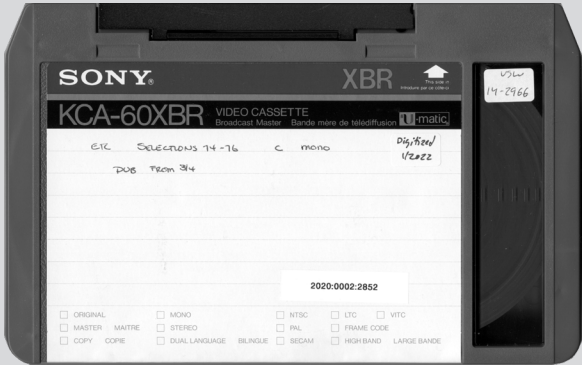 SONY®
XBR
This side in
Introduire par ce côté-ci
VSW
14-2966
KCA-60XBR
VIDEO CASSETTE
Broadcast Master Bande mère de télédiffusion
U-matic
ETC SELECTIONS 74-76 C MONO
Digitized
1/2022
DUB FROM 3/4
2020:0002:2852
ORIGINAL MONO NTSC LTC VITC
MASTER MAITRE STEREO PAL FRAME CODE
COPY COPIE DUAL LANGUAGE BILINGUE SECAM HIGH BAND LARGE BANDE